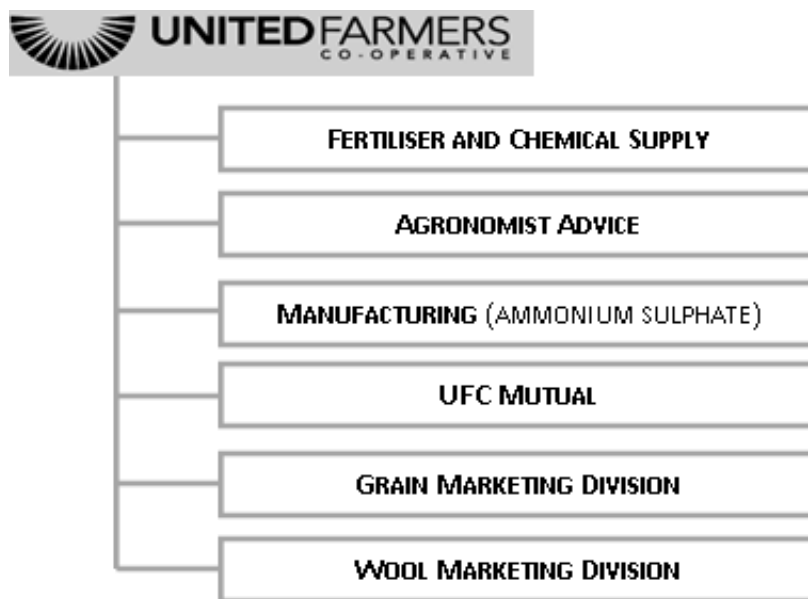 UNITEDFARMERS
CO-OPERATIVE
FERTILISER AND CHEMICAL SUPPLY
AGRONOMIST ADVICE
MANUFACTURING (AMMONIUM SULPHATE)
UFC MUTUAL
GRAIN MARKETING DIVISION
WOOL MARKETING DIVISION